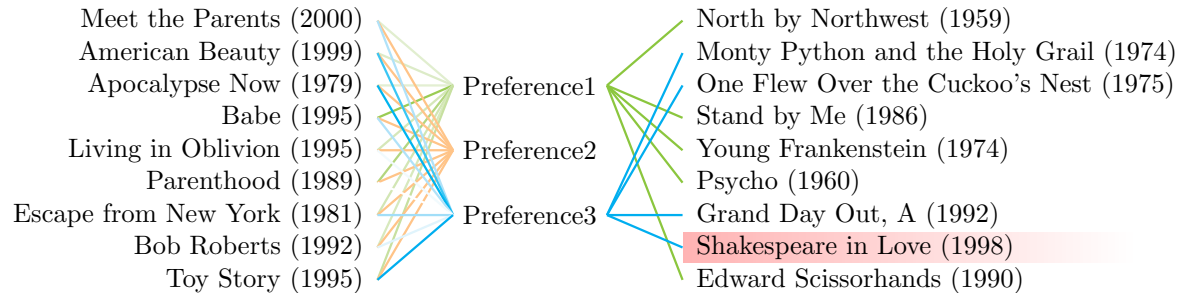 Meet the Parents (2000)
American Beauty (1999)
Apocalypse Now (1979)
Babe (1995)
Living in Oblivion (1995)
Parenthood (1989)
Escape from New York (1981)
Bob Roberts (1992)
Toy Story (1995)
Preference1
Preference2
Preference3
North by Northwest (1959)
Monty Python and the Holy Grail (1974)
One Flew Over the Cuckoo's Nest (1975)
Stand by Me (1986)
Young Frankenstein (1974)
Psycho (1960)
Grand Day Out, A (1992)
Shakespeare in Love (1998)
Edward Scissorhands (1990)